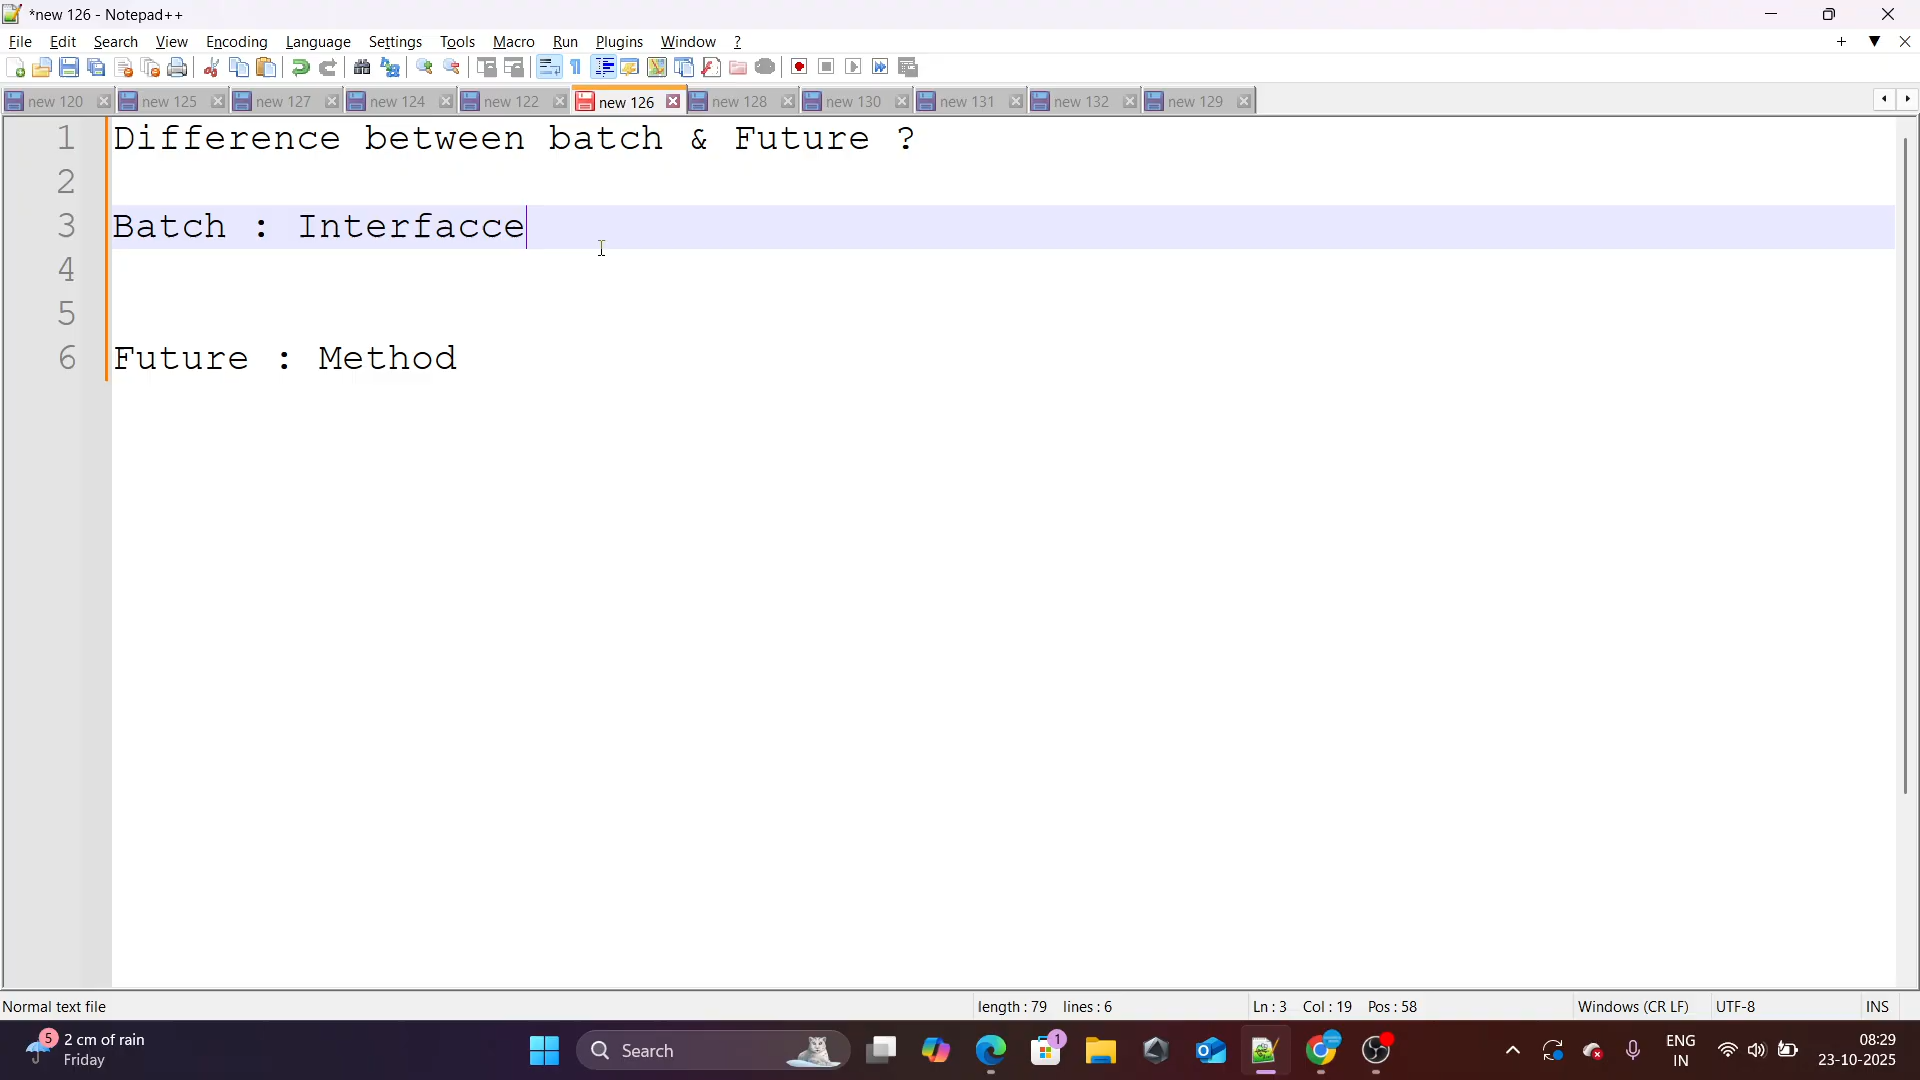 *new 126 - Notepad++
File Edit Search View Encoding Language Settings Tools Macro Run Plugins Window ?
new 120 new 125 new 127 new 124 new 122 new 126 new 128 new 130 new 131 new 132 new 129
1 Difference between batch & Future ?
2
3 Batch : Interfacce
4
5
6 Future : Method
Normal text file length : 79 lines : 6 Ln : 3 Col : 19 Pos : 58 Windows (CR LF) UTF-8 INS
5 2 cm of rain
Friday
Search
1
ENG
IN
08:29
23-10-2025